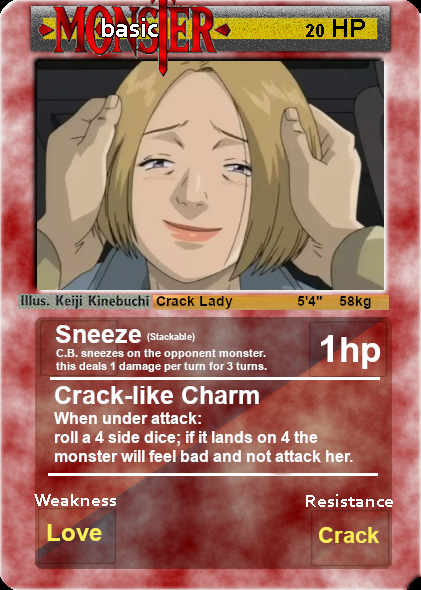 MONSTER
basic
20 HP
Illus. Keiji Kinebuchi Crack Lady 5'4" 58kg
Sneeze (Stackable)
1hp
C.B. sneezes on the opponent monster.
this deals 1 damage per turn for 3 turns.
Crack-like Charm
When under attack:
roll a 4 side dice; if it lands on 4 the
monster will feel bad and not attack her.
Weakness Resistance
Love Crack